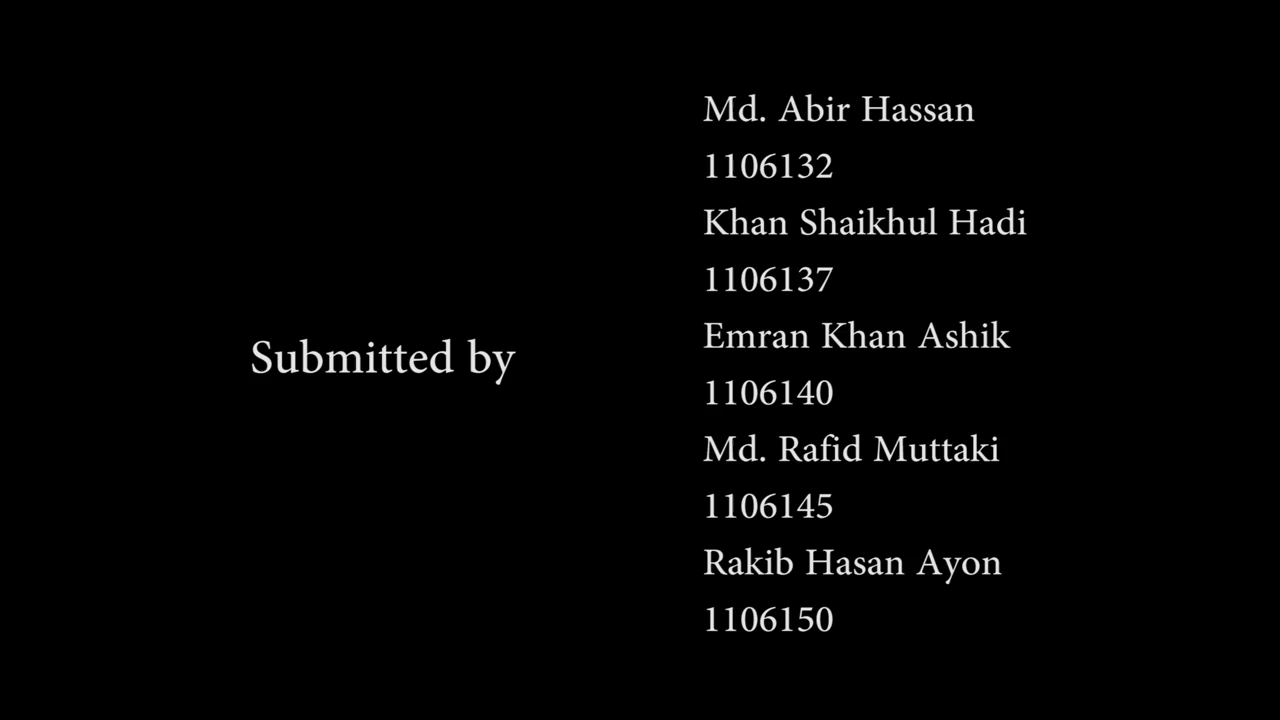 Submitted by
Md. Abir Hassan
1106132
Khan Shaikhul Hadi
1106137
Emran Khan Ashik
1106140
Md. Rafid Muttaki
1106145
Rakib Hasan Ayon
1106150